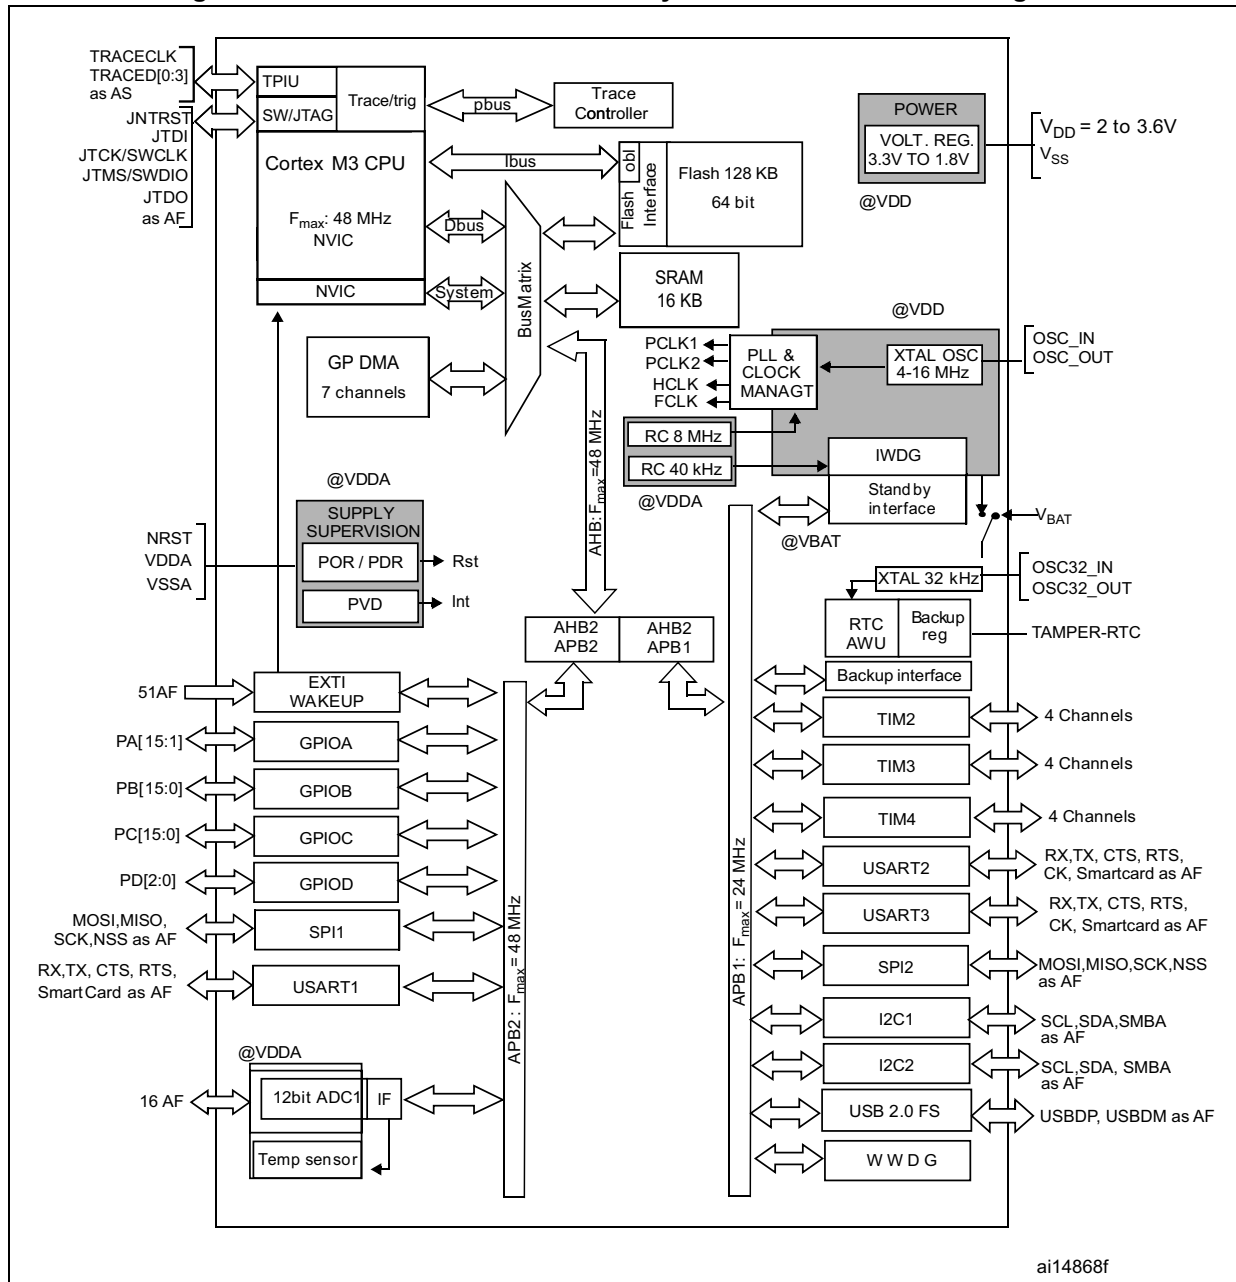 TRACECLK
TRACED[0:3]
as AS
JNTRST
JTDI
JTCK/SWCLK
JTMS/SWDIO
JTDO
as AF
TPIU
SW/JTAG
Trace/trig
pbus
Trace
Controller
Cortex M3 CPU
Fmax: 48 MHz
NVIC
NVIC
Ibus
Dbus
System
BusMatrix
Flash obl
Interface
Flash 128 KB
64 bit
SRAM
16 KB
POWER
VOLT. REG.
3.3V TO 1.8V
@VDD
VDD = 2 to 3.6V
VSS
GP DMA
7 channels
AHB: Fmax=48 MHz
@VDD
PCLK1
PCLK2
HCLK
FCLK
PLL &
CLOCK
MANAGT
XTAL OSC
4-16 MHz
OSC_IN
OSC_OUT
RC 8 MHz
RC 40 kHz
@VDDA
IWDG
Standby
interface
@VBAT
VBAT
@VDDA
SUPPLY
SUPERVISION
POR / PDR
PVD
Rst
Int
NRST
VDDA
VSSA
XTAL 32 kHz
OSC32_IN
OSC32_OUT
RTC
AWU
Backup
reg
TAMPER-RTC
Backup interface
AHB2
APB2
AHB2
APB1
51AF
EXTI
WAKEUP
PA[15:1]
GPIOA
PB[15:0]
GPIOB
PC[15:0]
GPIOC
PD[2:0]
GPIOD
MOSI,MISO,
SCK,NSS as AF
SPI1
RX,TX, CTS, RTS,
SmartCard as AF
USART1
@VDDA
16 AF
12bit ADC1
IF
Temp sensor
APB2 : Fmax = 48 MHz
APB1: Fmax = 24 MHz
TIM2
4 Channels
TIM3
4 Channels
TIM4
4 Channels
USART2
RX,TX, CTS, RTS,
CK, Smartcard as AF
USART3
RX,TX, CTS, RTS,
CK, Smartcard as AF
SPI2
MOSI,MISO,SCK,NSS
as AF
I2C1
SCL,SDA,SMBA
as AF
I2C2
SCL,SDA, SMBA
as AF
USB 2.0 FS
USBDP, USBDM as AF
WWDG
ai14868f